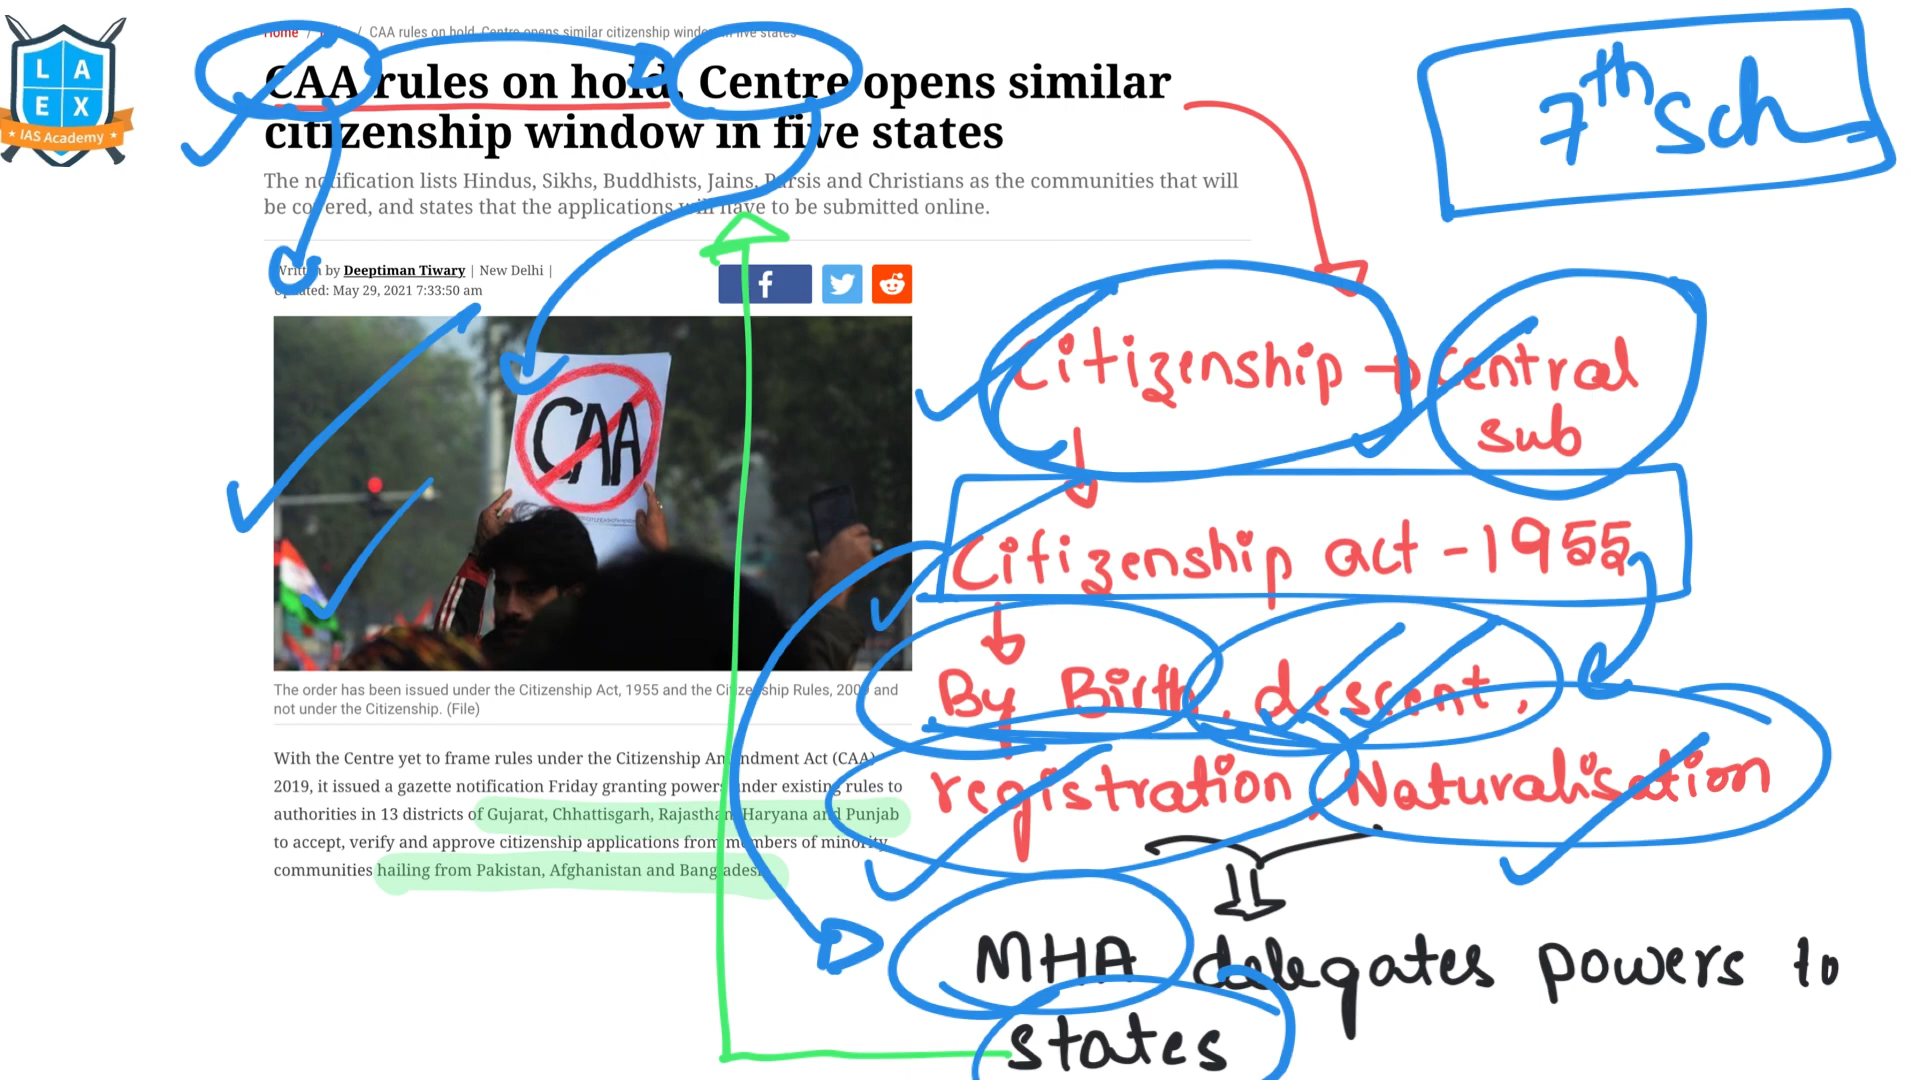 L A
E X
IAS Academy
Home / / CAA rules on hold, Centre opens similar citizenship window in five states
CAA rules on hold, Centre opens similar
citizenship window in five states
The notification lists Hindus, Sikhs, Buddhists, Jains, Parsis and Christians as the communities that will
be covered, and states that the applications will have to be submitted online.
Written by Deeptiman Tiwary | New Delhi |
Updated: May 29, 2021 7:33:50 am
f
CAA
The order has been issued under the Citizenship Act, 1955 and the Citizenship Rules, 2009 and
not under the Citizenship. (File)
With the Centre yet to frame rules under the Citizenship Amendment Act (CAA)
2019, it issued a gazette notification Friday granting powers under existing rules to
authorities in 13 districts of Gujarat, Chhattisgarh, Rajasthan, Haryana and Punjab
to accept, verify and approve citizenship applications from members of minority
communities hailing from Pakistan, Afghanistan and Bangladesh.
7th Sch
Citizenship → Central
sub
Citizenship act - 1955
By Birth, descent,
registration, Naturalisation
MHA delegates powers to
states